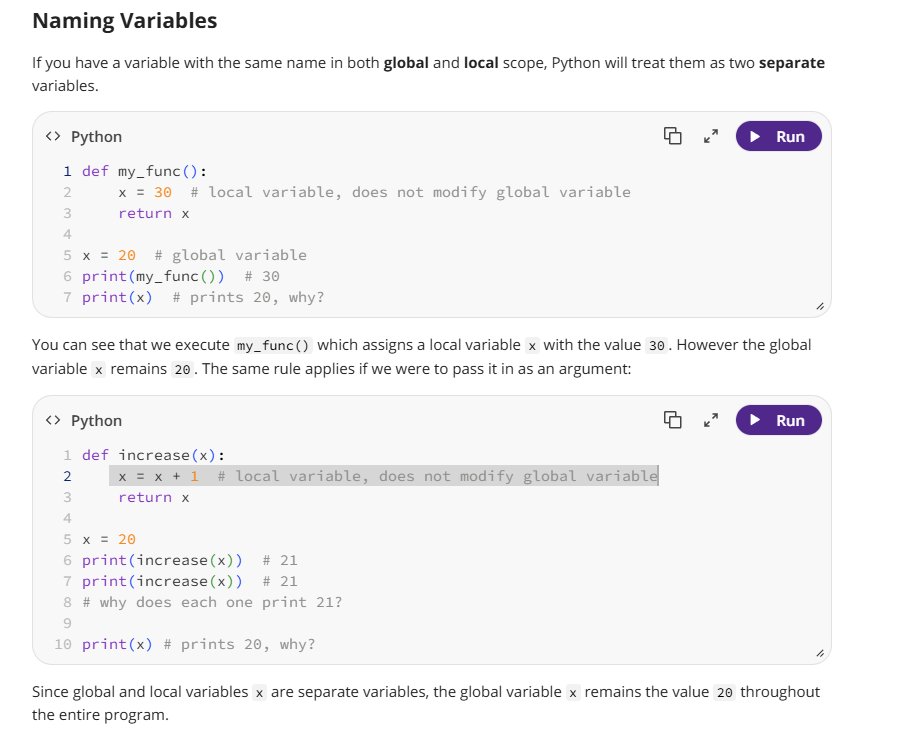 Naming Variables
If you have a variable with the same name in both global and local scope, Python will treat them as two separate
variables.
<> Python
Run
1 def my_func():
2     x = 30  # local variable, does not modify global variable
3     return x
4
5 x = 20  # global variable
6 print(my_func())  # 30
7 print(x)  # prints 20, why?
You can see that we execute my_func() which assigns a local variable x with the value 30. However the global
variable x remains 20. The same rule applies if we were to pass it in as an argument:
<> Python
Run
1 def increase(x):
2     x = x + 1  # local variable, does not modify global variable
3     return x
4
5 x = 20
6 print(increase(x))  # 21
7 print(increase(x))  # 21
8 # why does each one print 21?
9
10 print(x) # prints 20, why?
Since global and local variables x are separate variables, the global variable x remains the value 20 throughout
the entire program.